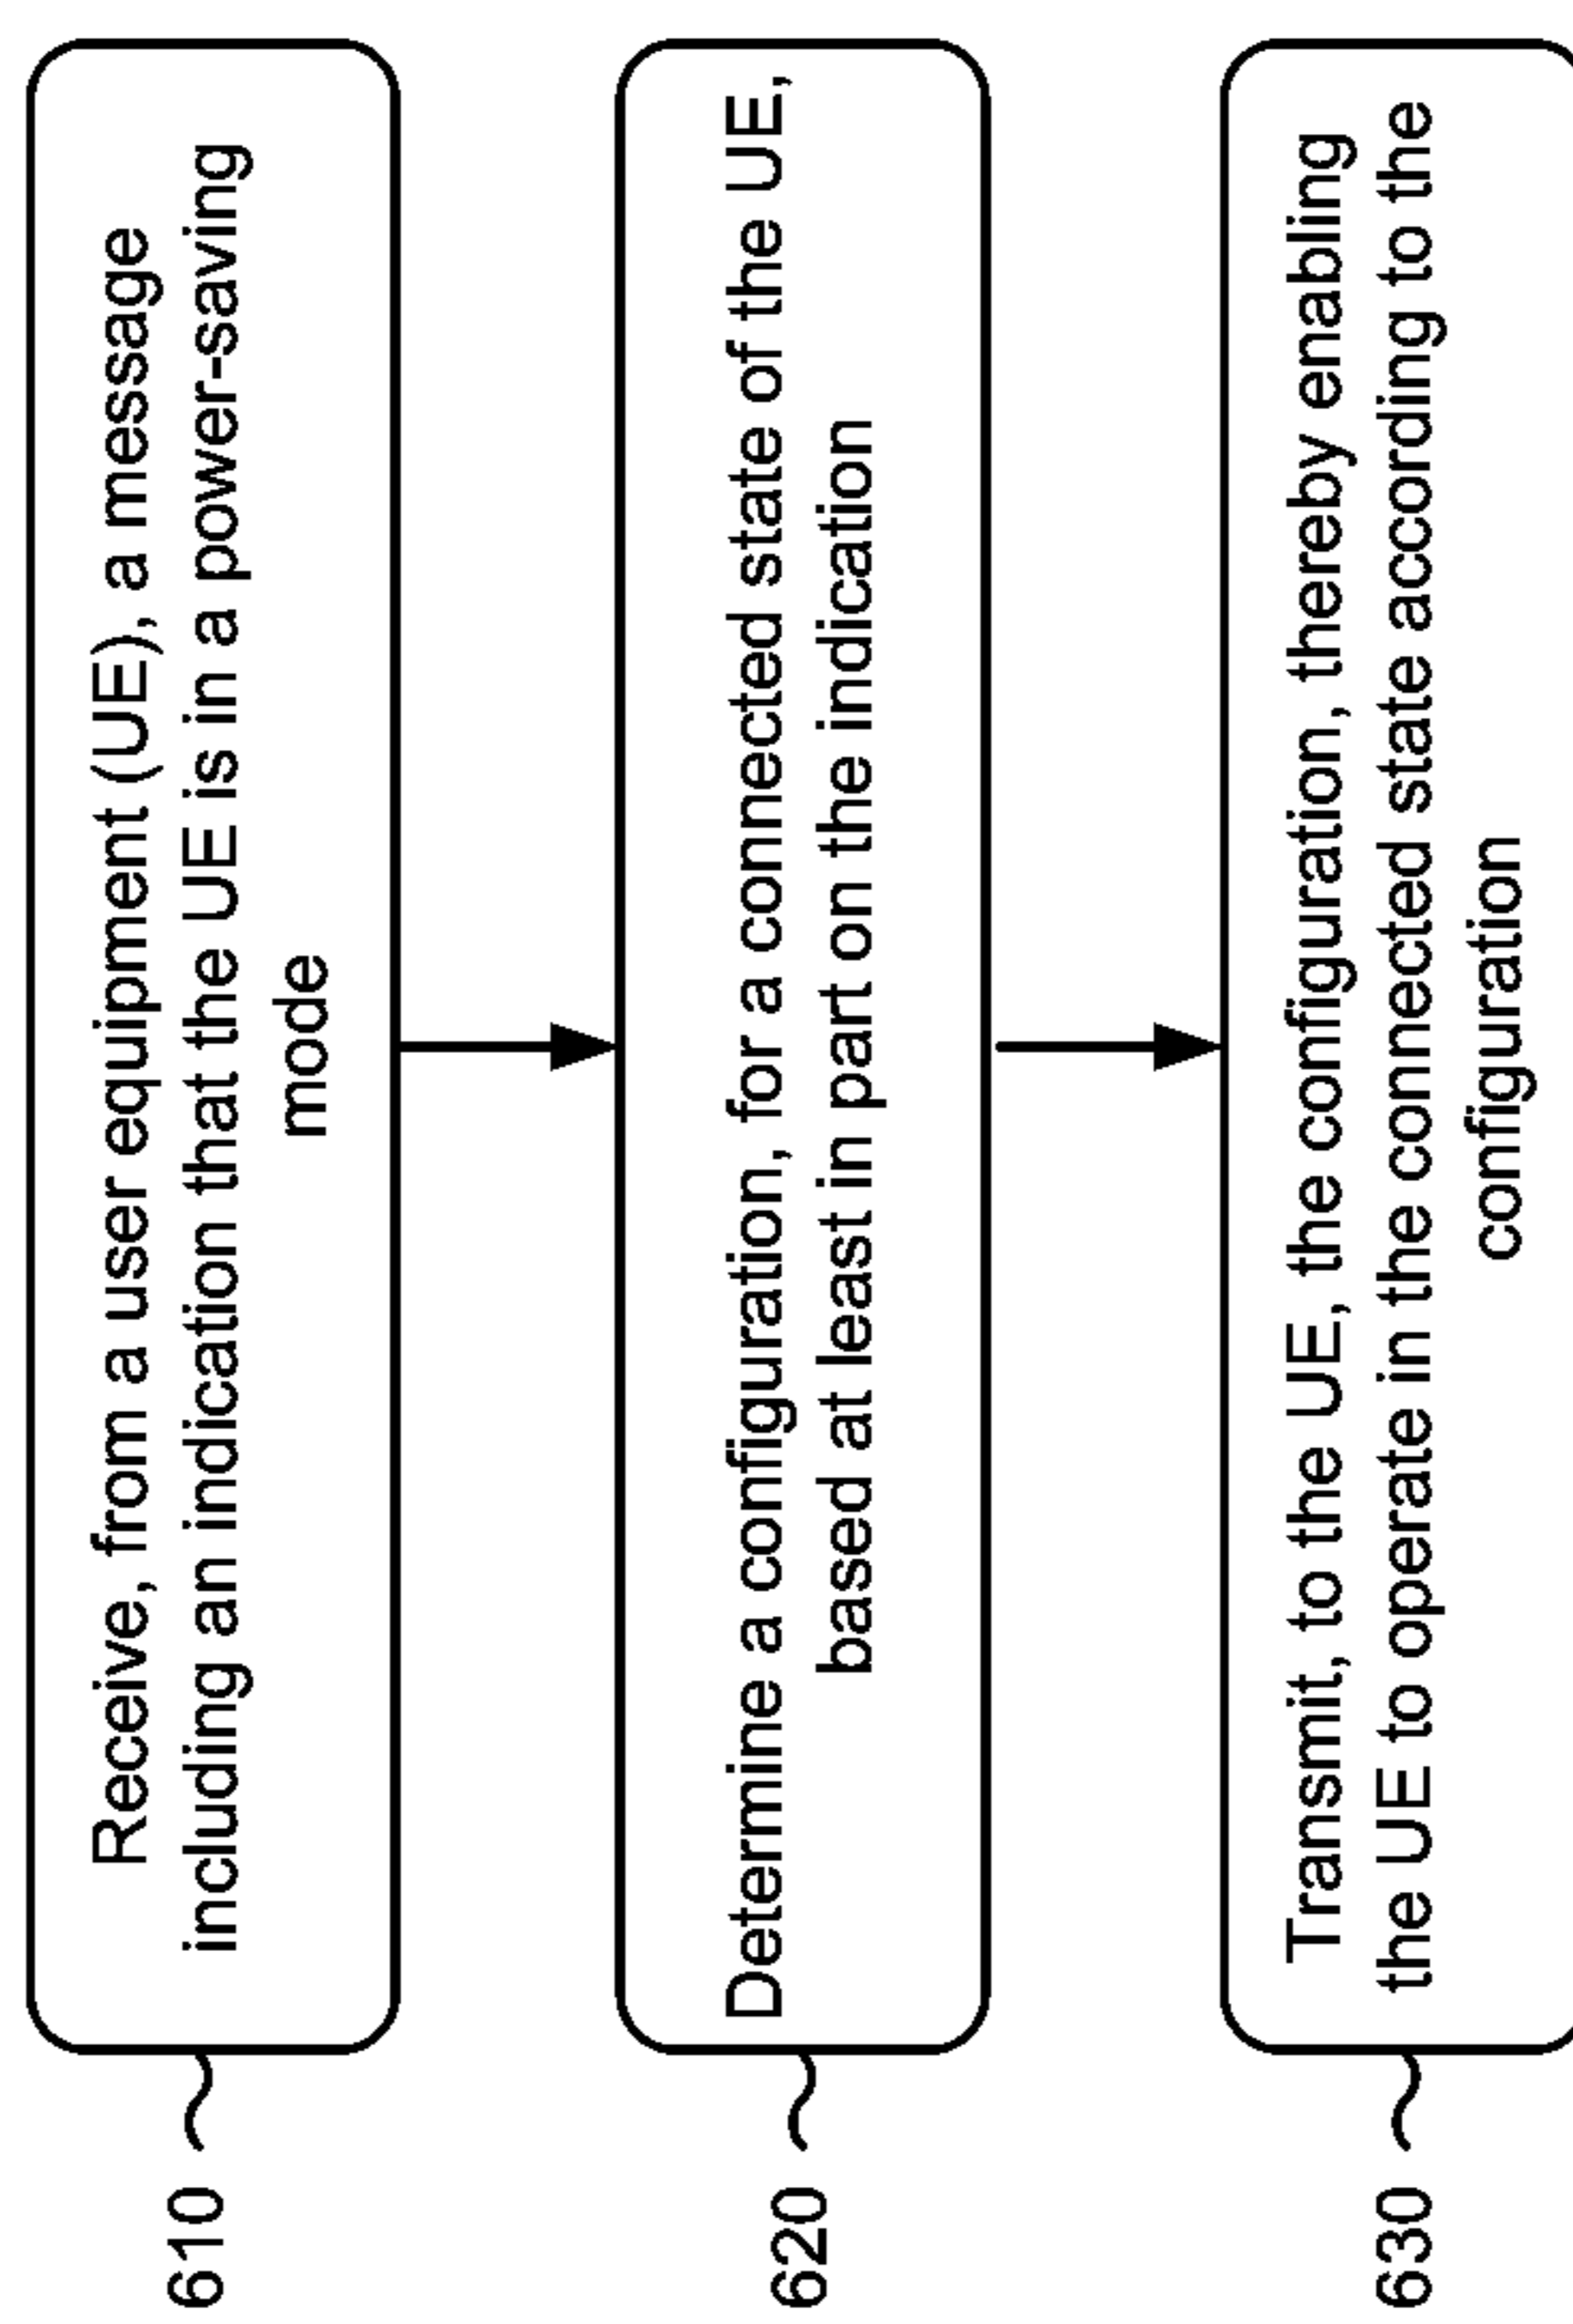 610
Receive, from a user equipment (UE), a message
including an indication that the UE is in a power-saving
mode
620
Determine a configuration, for a connected state of the UE,
based at least in part on the indication
630
Transmit, to the UE, the configuration, thereby enabling
the UE to operate in the connected state according to the
configuration